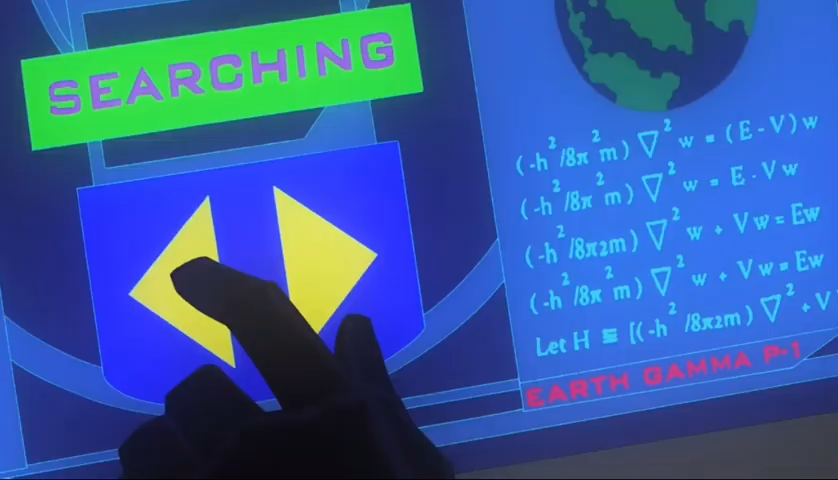 SEARCHING
(-h²/8π²m) ∇² w = (E - V) w
(-h²/8π²m) ∇² w = E - V w
(-h²/8π2m) ∇² w + V w = Ew
(-h²/8π²m) ∇² w + V w = Ew
Let H ≡ [(-h²/8π2m) ∇² + V
EARTH GAMMA P-1